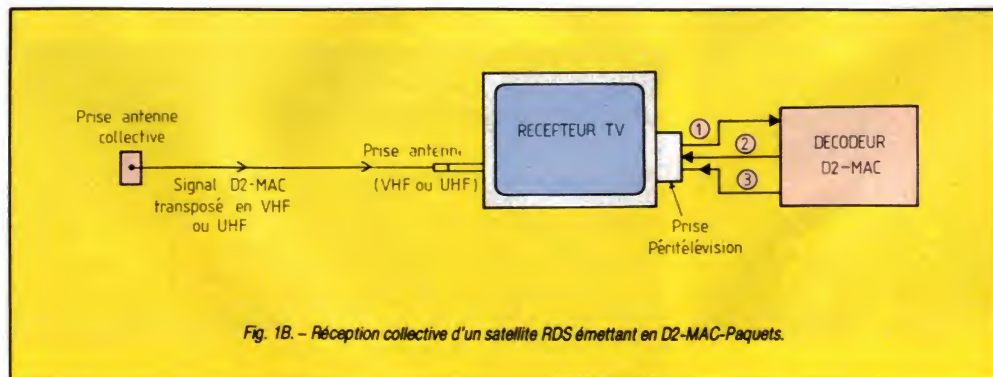 Prise antenne
collective
Signal D2-MAC
transposé en VHF
ou UHF
Prise antenn
(VHF ou UHF)
RECEPTEUR TV
1
2
3
DECODEUR
D2-MAC
Prise
Péritélévision
Fig. 1B. – Réception collective d'un satellite RDS émettant en D2-MAC-Paquets.